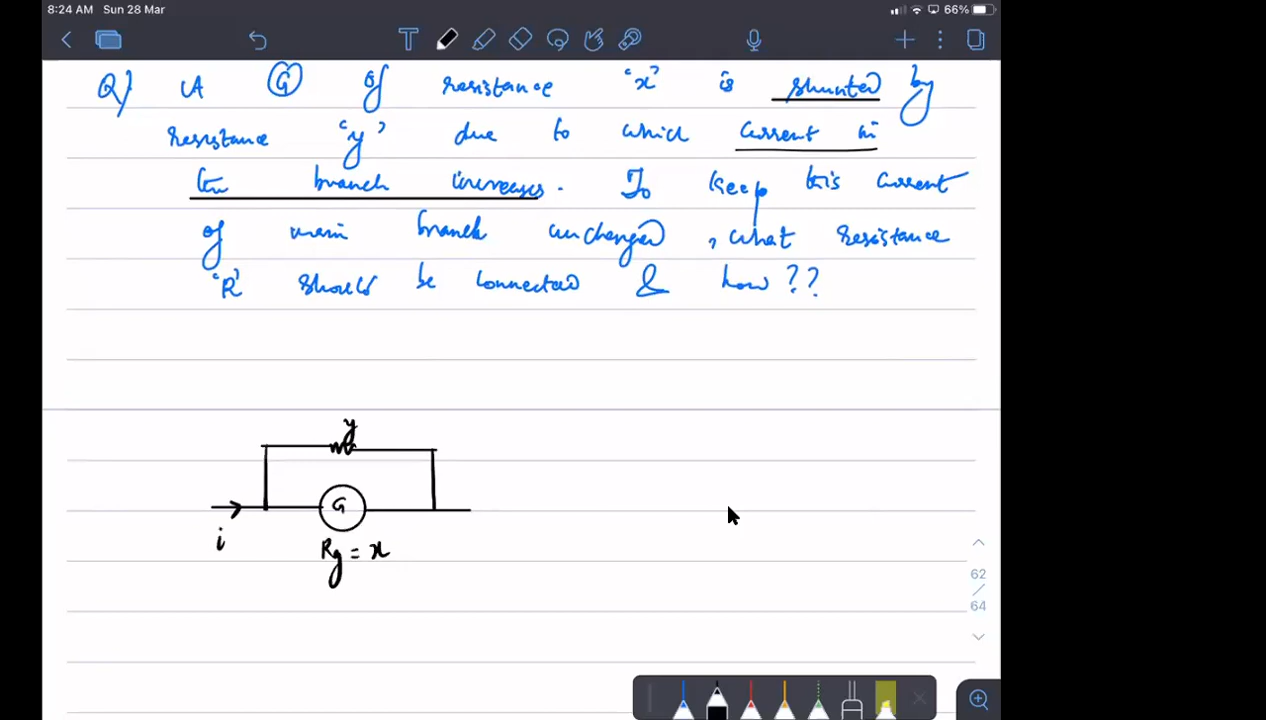 8:24 AM Sun 28 Mar
66%
Q) A G of resistance 'x' is shunted by
resistance 'y' due to which current in
the branch increases. To keep this current
of main branch unchanged, what resistance
'R' should be connected & how??
y
G
i
Rg = x
62
64